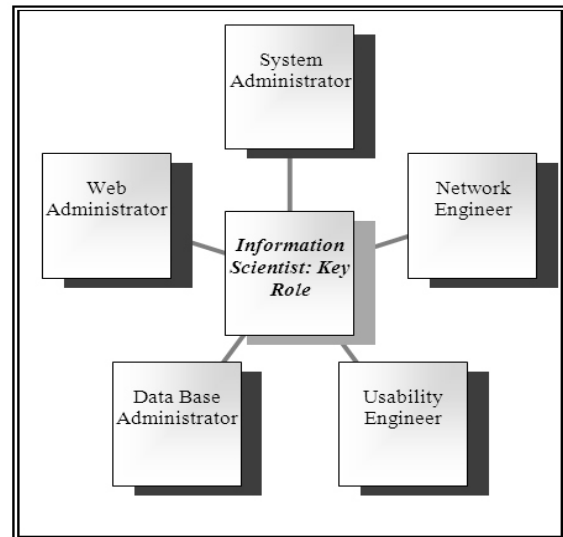 System
Administrator
Web
Administrator
Network
Engineer
Information
Scientist: Key
Role
Data Base
Administrator
Usability
Engineer